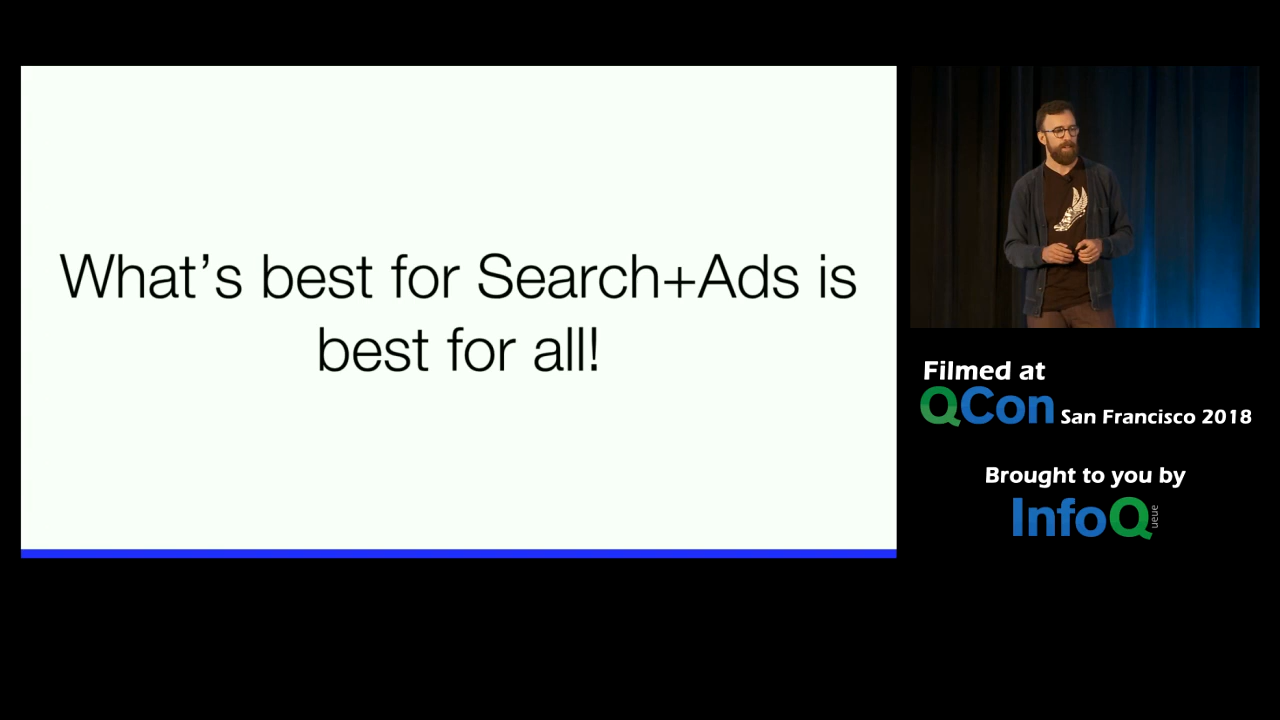 What's best for Search+Ads is
best for all!
Filmed at
QCon San Francisco 2018
Brought to you by
InfoQueue